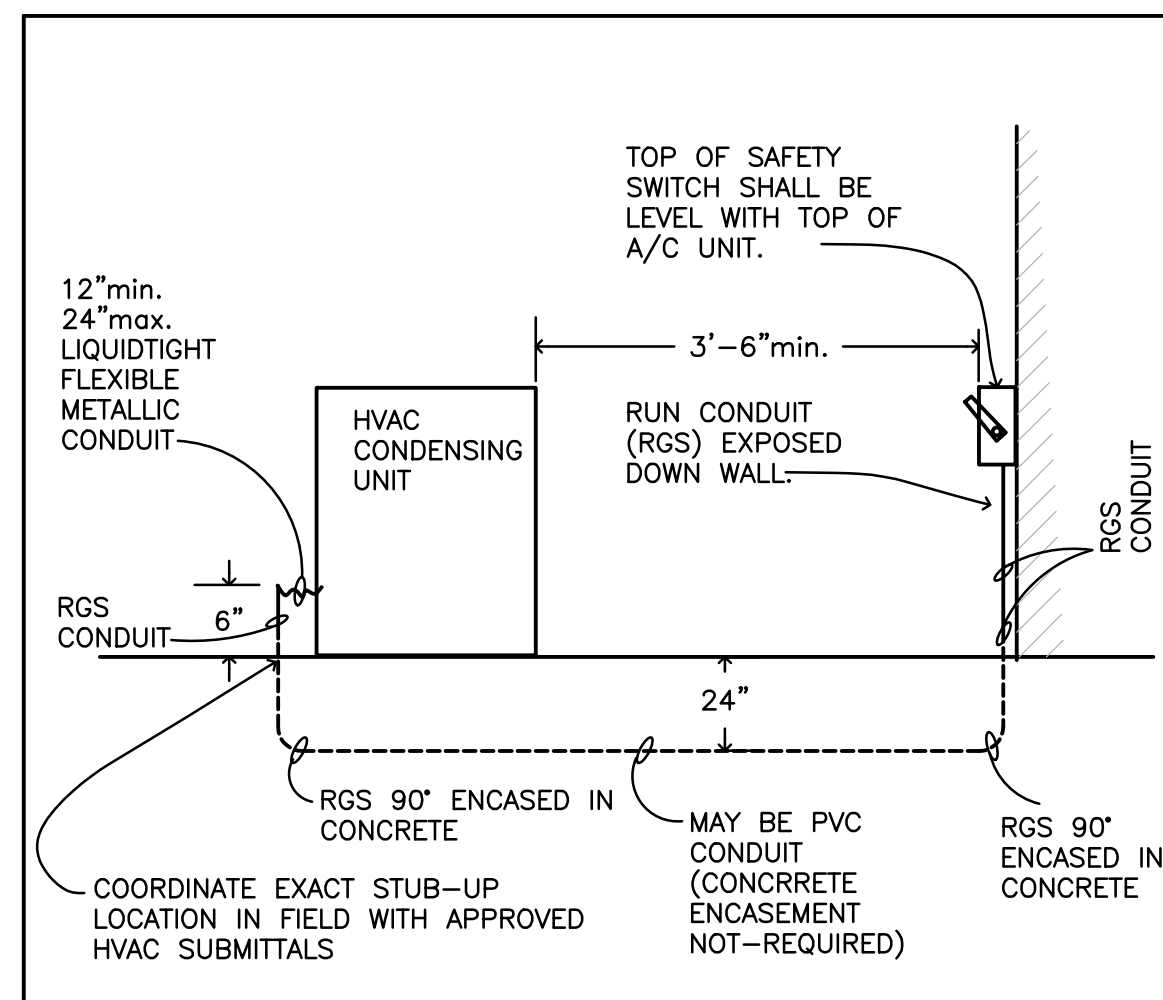 TOP OF SAFETY
SWITCH SHALL BE
LEVEL WITH TOP OF
A/C UNIT.
12”min.
24”max.
LIQUIDTIGHT
FLEXIBLE
METALLIC
CONDUIT
3’–6”min.
HVAC
CONDENSING
UNIT
RUN CONDUIT
(RGS) EXPOSED
DOWN WALL.
RGS
CONDUIT
RGS
CONDUIT
6”
24”
RGS 90° ENCASED IN
CONCRETE
MAY BE PVC
CONDUIT
(CONCRRETE
ENCASEMENT
NOT–REQUIRED)
RGS 90°
ENCASED IN
CONCRETE
COORDINATE EXACT STUB–UP
LOCATION IN FIELD WITH APPROVED
HVAC SUBMITTALS